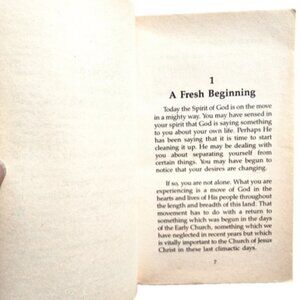 1
A Fresh Beginning
Today the Spirit of God is on the move
in a mighty way. You may have sensed in
your spirit that God is saying something
to you about your own life. Perhaps He
has been saying that it is time to start
cleaning it up. He may be dealing with
you about separating yourself from
certain things. You may have begun to
notice that your desires are changing.
If so, you are not alone. What you are
experiencing is a move of God in the
hearts and lives of His people throughout
the length and breadth of this land. That
movement has to do with a return to
something which was begun in the days
of the Early Church, something which we
have neglected in recent years but which
is vitally important to the Church of Jesus
Christ in these last climactic days.
7